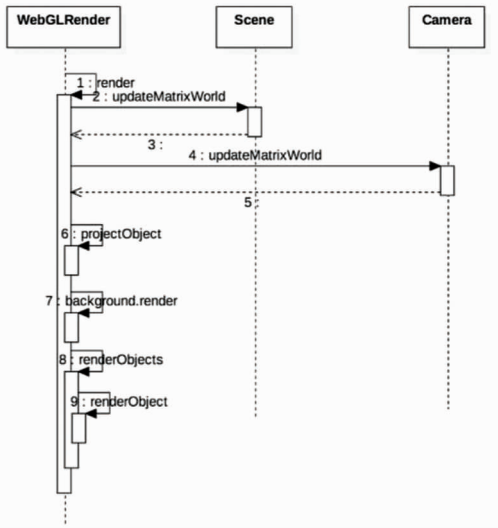 WebGLRender
Scene
Camera
1 : render
2 : updateMatrixWorld
3 :
4 : updateMatrixWorld
5 :
6 : projectObject
7 : background.render
8 : renderObjects
9 : renderObject